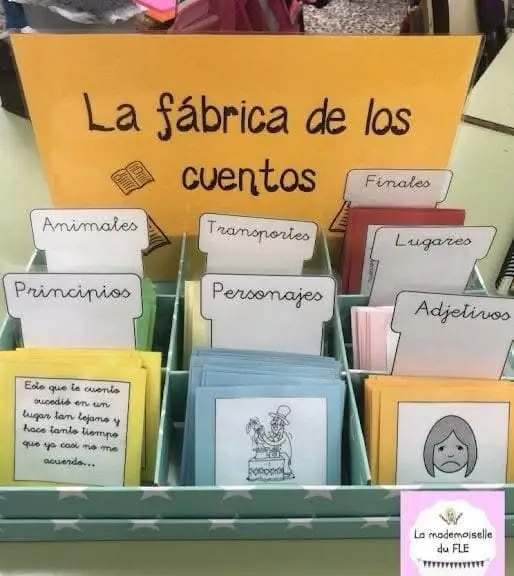 La fábrica de los
cuentos
Finales
Animales
Transportes
Lugares
Principios
Personajes
Adjetivos
Esto que te cuento
sucedió en un
lugar tan lejano y
hace tanto tiempo
que ya casi no me
acuerdo...
La mademoiselle
du FLE